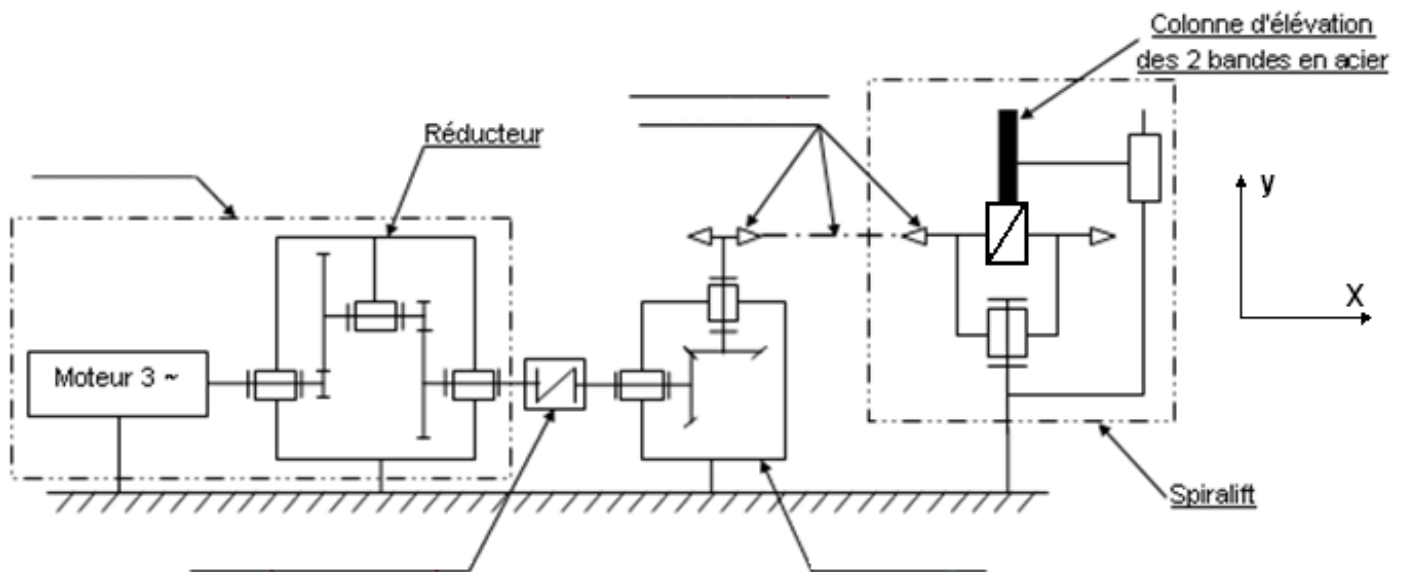 Colonne d'élévation
des 2 bandes en acier
Réducteur
y
X
Moteur 3 ~
Spiralift